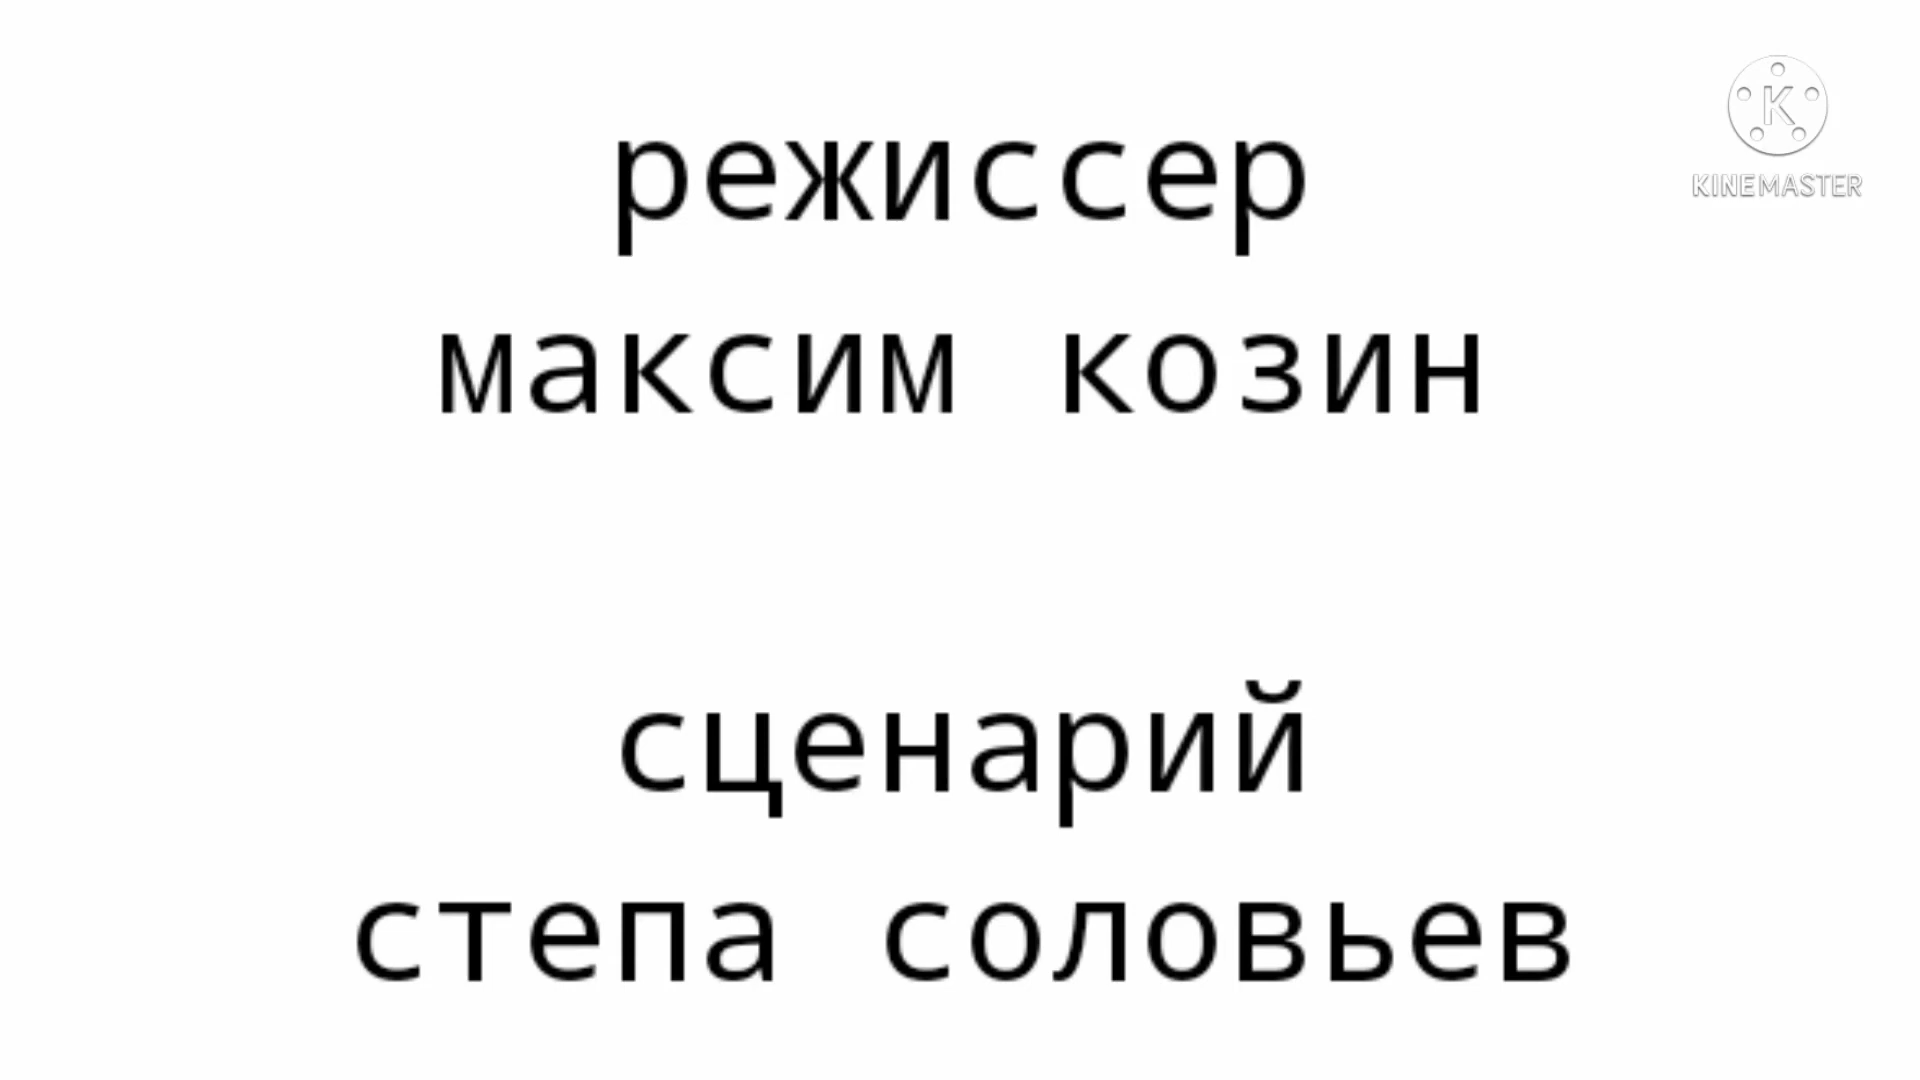 режиссер
максим козин
сценарий
степа соловьев
K
KINEMASTER